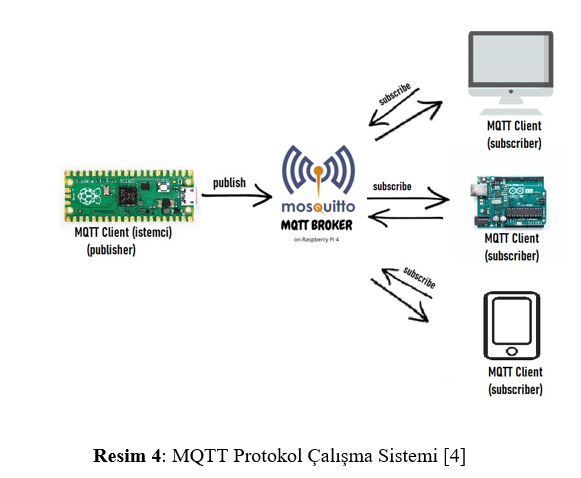 subscribe
MQTT Client
(subscriber)
publish
mosquitto
MQTT BROKER
on Raspberry Pi 4
subscribe
MQTT Client (istemci)
(publisher)
MQTT Client
(subscriber)
subscribe
MQTT Client
(subscriber)
Resim 4: MQTT Protokol Çalışma Sistemi [4]